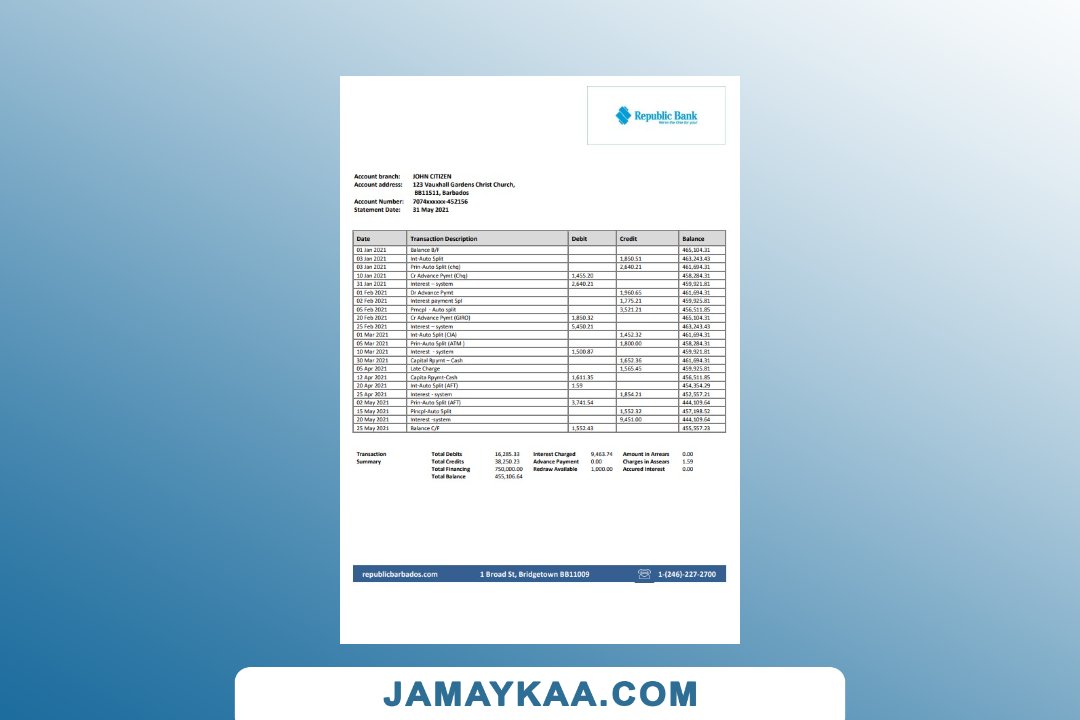 Republic Bank
Account branch: JOHN CITIZEN
Account address: 123 Vauxhall Gardens Christ Church,
BB11511, Barbados
Account Number: 7074xxxxxx-452156
Statement Date: 31 May 2021
Date Transaction Description Debit Credit Balance
01 Jan 2021 Balance B/F 465,104.31
03 Jan 2021 Int-Auto Split 1,850.51 463,243.43
03 Jan 2021 Prin-Auto Split (chq) 2,640.21 461,694.31
10 Jan 2021 Cr Advance Pymt (Chq) 1,455.20 458,284.31
31 Jan 2021 Interest – system 2,640.21 459,921.81
01 Feb 2021 Dr Advance Pymt 1,960.65 461,694.31
02 Feb 2021 Interest payment Spl 1,775.21 459,925.81
05 Feb 2021 Prncpl - Auto split 3,521.21 456,511.85
20 Feb 2021 Cr Advance Pymt (GIRO) 1,850.32 465,104.31
25 Feb 2021 Interest – system 5,450.21 463,243.43
01 Mar 2021 Int-Auto Split (CIA) 1,452.32 461,694.31
05 Mar 2021 Prin-Auto Split (ATM ) 1,800.00 458,284.31
10 Mar 2021 Interest - system 1,500.87 459,921.81
30 Mar 2021 Capital Rpymt – Cash 1,652.36 461,694.31
05 Apr 2021 Late Charge 1,565.45 459,925.81
12 Apr 2021 Capita Rpymt-Cash 1,611.35 456,511.85
20 Apr 2021 Int-Auto Split (AFT) 1.59 454,354.29
25 Apr 2021 Interest - system 1,854.21 452,557.21
02 May 2021 Prin-Auto Split (AFT) 3,741.54 444,109.64
15 May 2021 Pincpl-Auto Split 1,552.32 457,198.52
20 May 2021 Interest -system 9,451.00 444,109.64
25 May 2021 Balance C/F 1,552.43 455,557.23
Transaction Total Debits 16,285.33 Interest Charged 9,463.74 Amount in Arrears 0.00
Summary Total Credits 38,250.23 Advance Payment 0.00 Charges in Assears 1.59
Total Financing 750,000.00 Redraw Available 1,000.00 Accured Interest 0.00
Total Balance 455,106.64
republicbarbados.com 1 Broad St, Bridgetown BB11009 1-(246)-227-2700
JAMAYKAA.COM